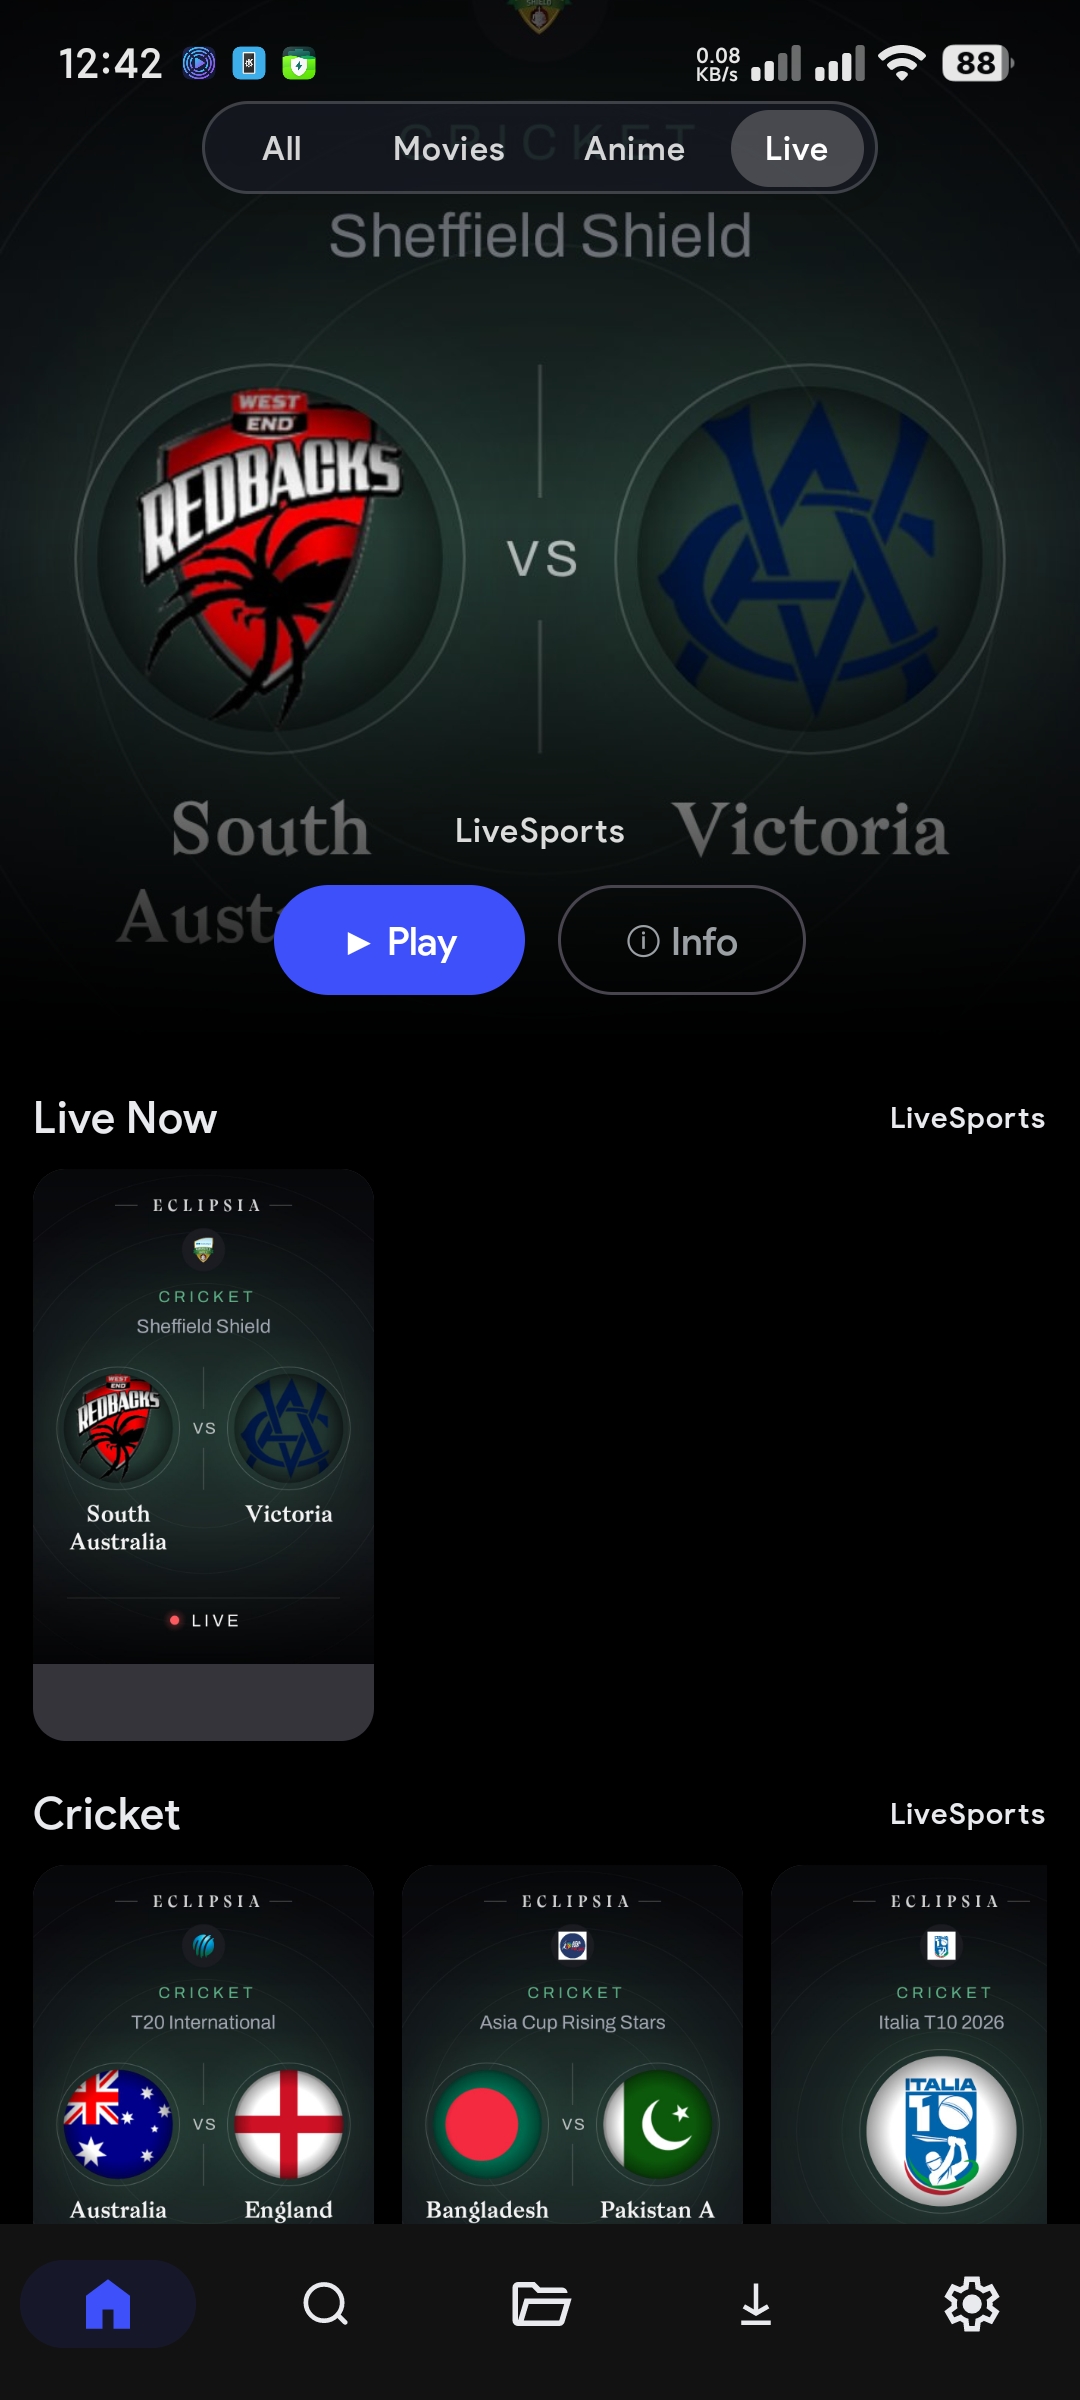 12:42
0.08
KB/s
88
All Movies Anime Live
CRICKET
Sheffield Shield
WEST
END
REDBACKS
VS
South
LiveSports
Victoria
Aust
▶ Play
ⓘ Info
Live Now
LiveSports
ECLIPSIA
CRICKET
Sheffield Shield
WEST
END
REDBACKS
VS
South
Australia
Victoria
LIVE
Cricket
LiveSports
ECLIPSIA
CRICKET
T20 International
VS
Australia
England
ECLIPSIA
CRICKET
Asia Cup Rising Stars
VS
Bangladesh
Pakistan A
ECLIPSIA
CRICKET
Italia T10 2026
ITALIA
10